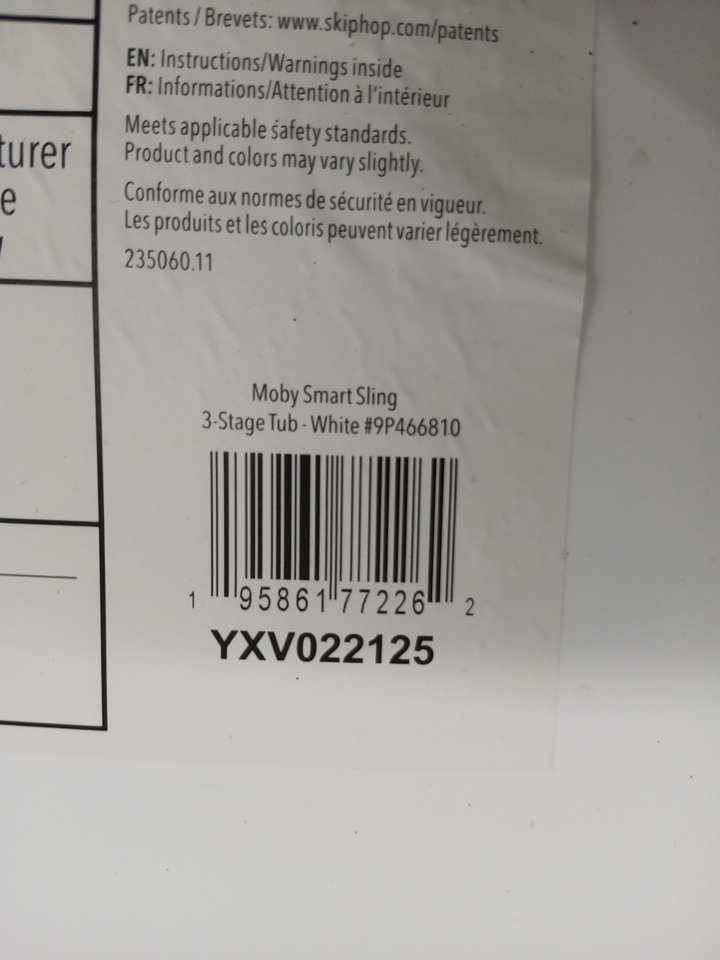 Patents / Brevets: www.skiphop.com/patents
EN: Instructions/Warnings inside
FR: Informations/Attention à l'intérieur
Meets applicable safety standards.
Product and colors may vary slightly.
Conforme aux normes de sécurité en vigueur.
Les produits et les coloris peuvent varier légèrement.
235060.11
turer
e
Moby Smart Sling
3-Stage Tub - White #9P466810
1 95861 77226 2
YXV022125